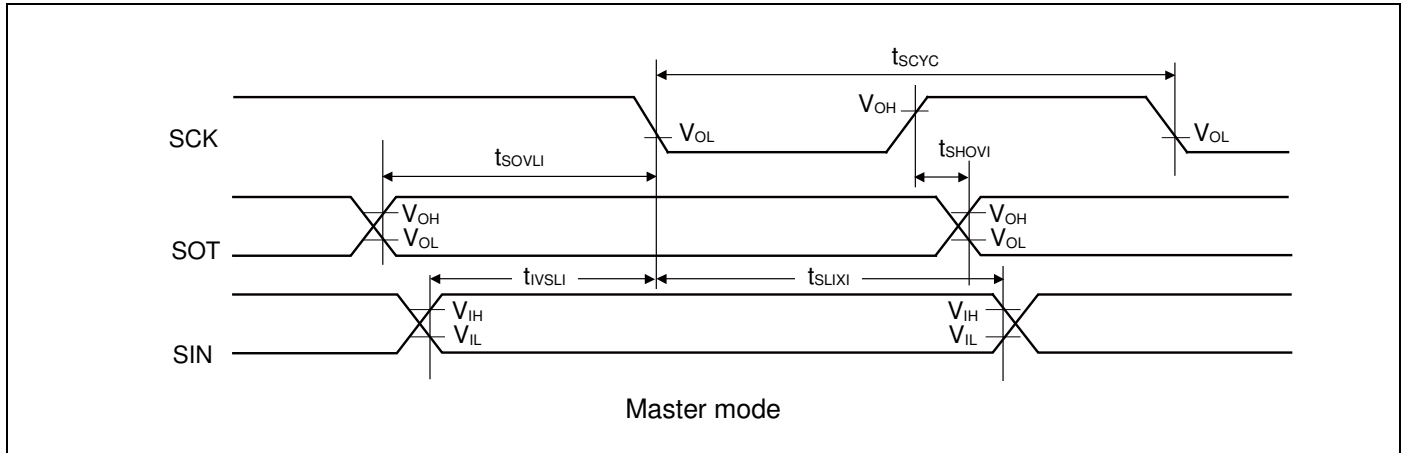 tSCYC
VOH
SCK
VOL
VOL
tSOVLI
tSHOVI
VOH
VOH
SOT
VOL
VOL
tIVSLI
tSLIXI
VIH
VIH
VIL
VIL
SIN
Master mode